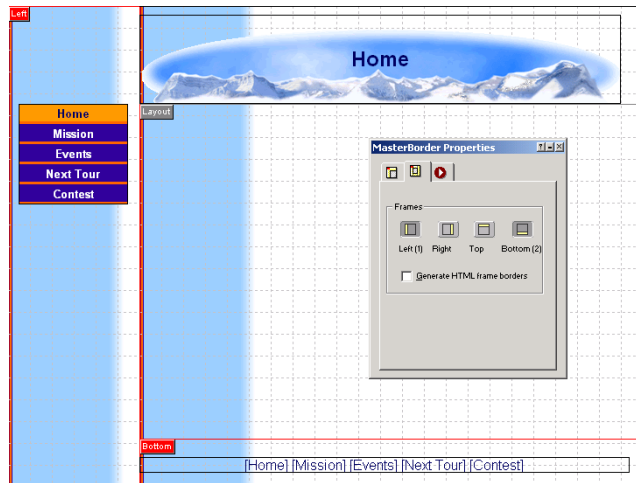 Left
Home
Layout
Home
Mission
Events
Next Tour
Contest
MasterBorder Properties
Frames
Left (1) Right Top Bottom (2)
Generate HTML frame borders
Bottom
[Home] [Mission] [Events] [Next Tour] [Contest]